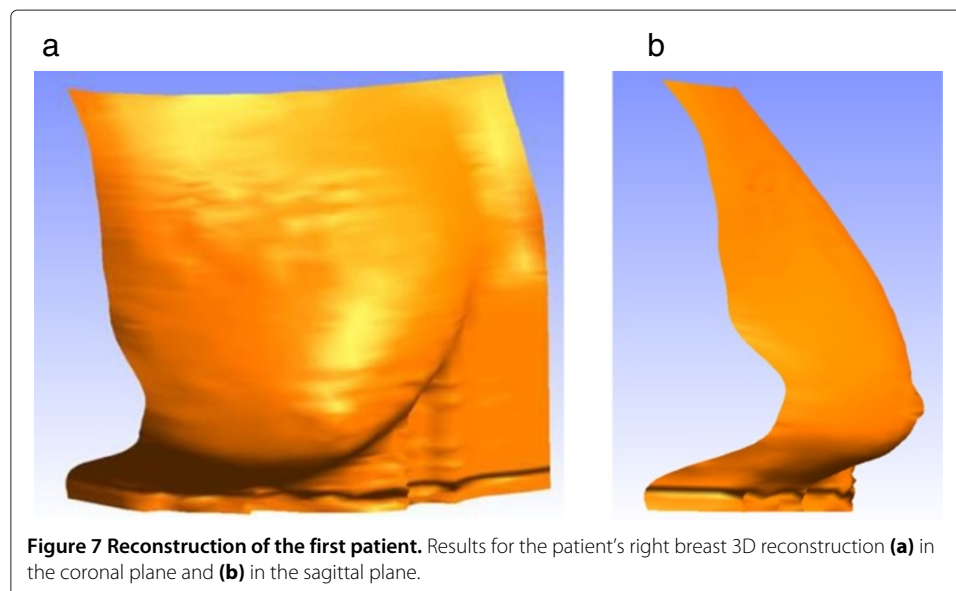 a
b
Figure 7 Reconstruction of the first patient. Results for the patient's right breast 3D reconstruction (a) in
the coronal plane and (b) in the sagittal plane.